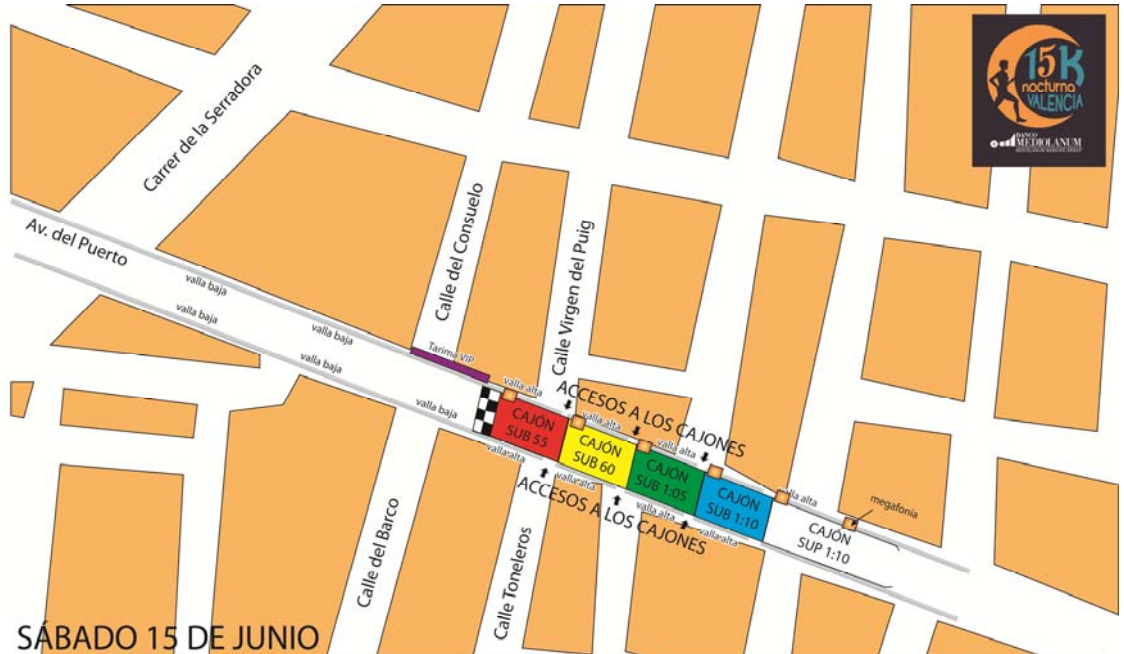 15K
nocturna
VALENCIA
BANCO
MEDIOLANUM
Carrer de la Serradora
Av. del Puerto
valla baja
valla baja
valla baja
valla baja
valla baja
Calle del Consuelo
Calle Virgen del Puig
Tarima VIP
valla alta
ACCESOS A LOS CAJONES
valla alta
valla alta
valla alta
valla alta
megafonía
CAJÓN
SUB 55
CAJÓN
SUB 60
CAJÓN
SUB 1:05
CAJÓN
SUB 1:10
CAJÓN
SUP 1:10
valla alta
valla alta
valla alta
valla alta
ACCESOS A LOS CAJONES
Calle del Barco
Calle Toneleros
SÁBADO 15 DE JUNIO